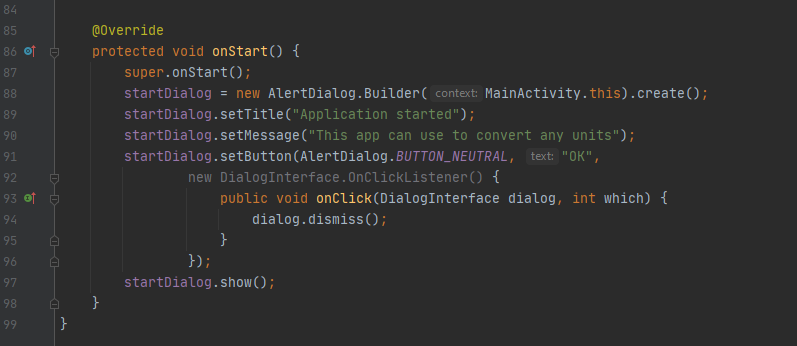 84
85 @Override
86 protected void onStart() {
87 super.onStart();
88 startDialog = new AlertDialog.Builder( context: MainActivity.this).create();
89 startDialog.setTitle("Application started");
90 startDialog.setMessage("This app can use to convert any units");
91 startDialog.setButton(AlertDialog.BUTTON_NEUTRAL, text: "OK",
92 new DialogInterface.OnClickListener() {
93 public void onClick(DialogInterface dialog, int which) {
94 dialog.dismiss();
95 }
96 });
97 startDialog.show();
98 }
99 }